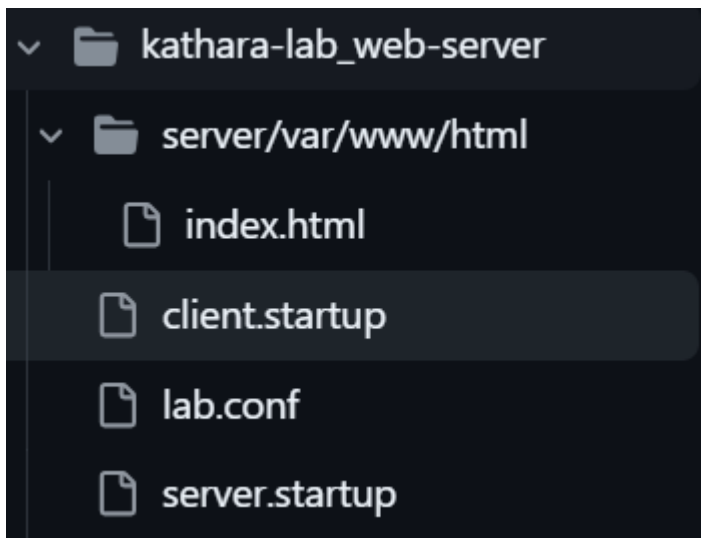 kathara-lab_web-server
server/var/www/html
index.html
client.startup
lab.conf
server.startup